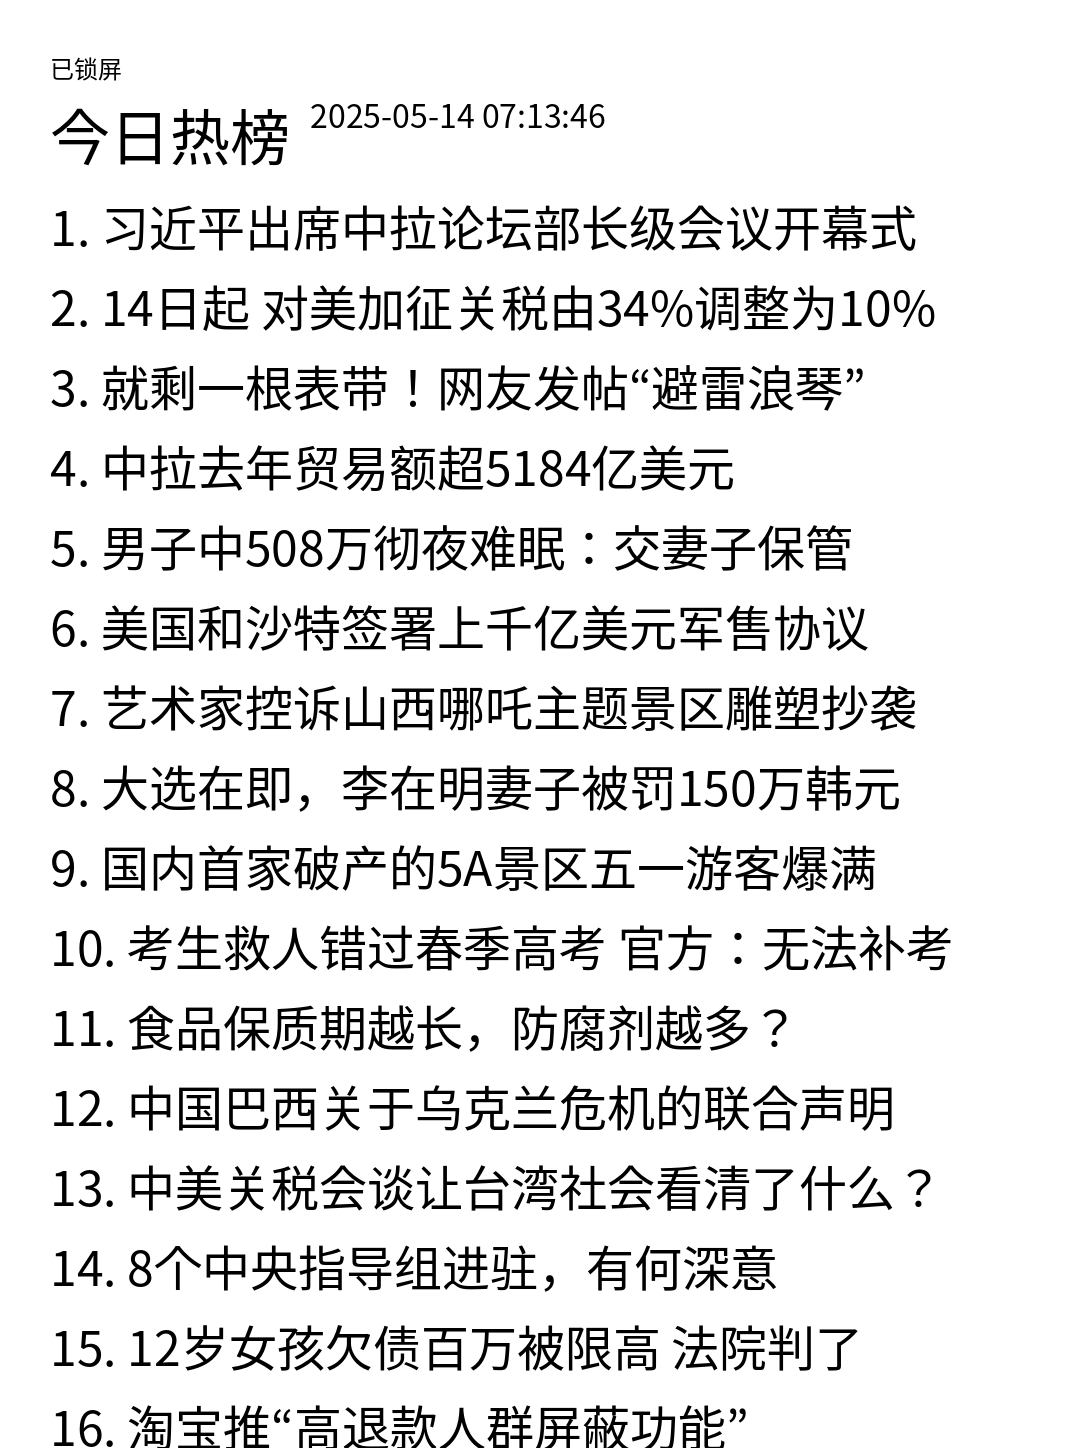 已锁屏
今日热榜 2025-05-14 07:13:46
1. 习近平出席中拉论坛部长级会议开幕式
2. 14日起 对美加征关税由34%调整为10%
3. 就剩一根表带！网友发帖“避雷浪琴”
4. 中拉去年贸易额超5184亿美元
5. 男子中508万彻夜难眠：交妻子保管
6. 美国和沙特签署上千亿美元军售协议
7. 艺术家控诉山西哪吒主题景区雕塑抄袭
8. 大选在即，李在明妻子被罚150万韩元
9. 国内首家破产的5A景区五一游客爆满
10. 考生救人错过春季高考 官方：无法补考
11. 食品保质期越长，防腐剂越多？
12. 中国巴西关于乌克兰危机的联合声明
13. 中美关税会谈让台湾社会看清了什么？
14. 8个中央指导组进驻，有何深意
15. 12岁女孩欠债百万被限高 法院判了
16. 淘宝推“高退款人群屏蔽功能”